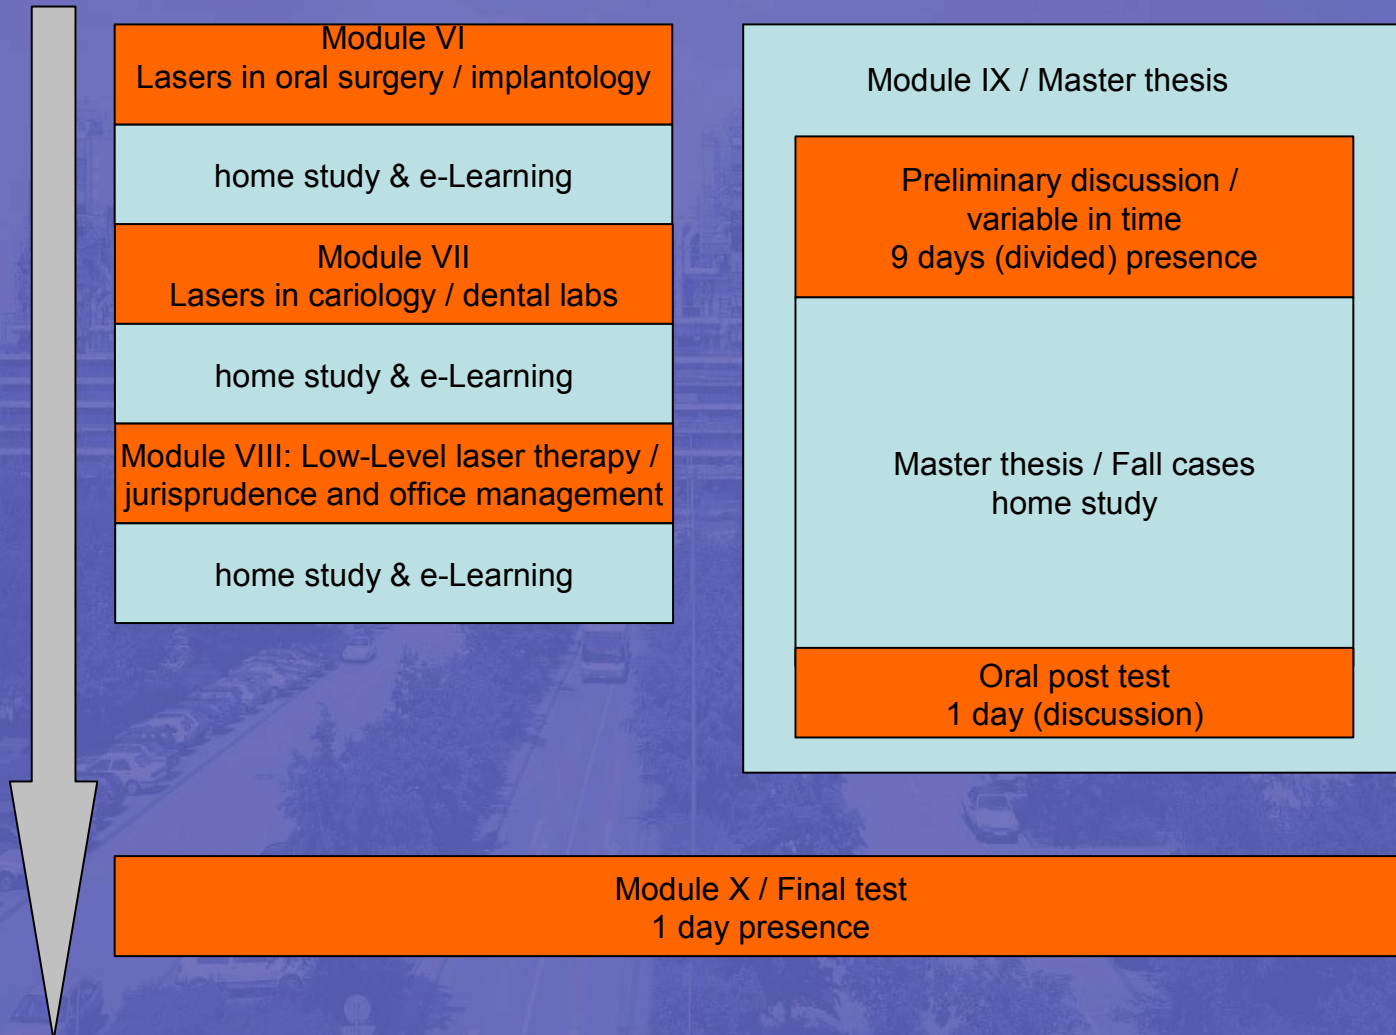 Module VI
Lasers in oral surgery / implantology
home study & e-Learning
Module VII
Lasers in cariology / dental labs
home study & e-Learning
Module VIII: Low-Level laser therapy /
jurisprudence and office management
home study & e-Learning
Module IX / Master thesis
Preliminary discussion /
variable in time
9 days (divided) presence
Master thesis / Fall cases
home study
Oral post test
1 day (discussion)
Module X / Final test
1 day presence